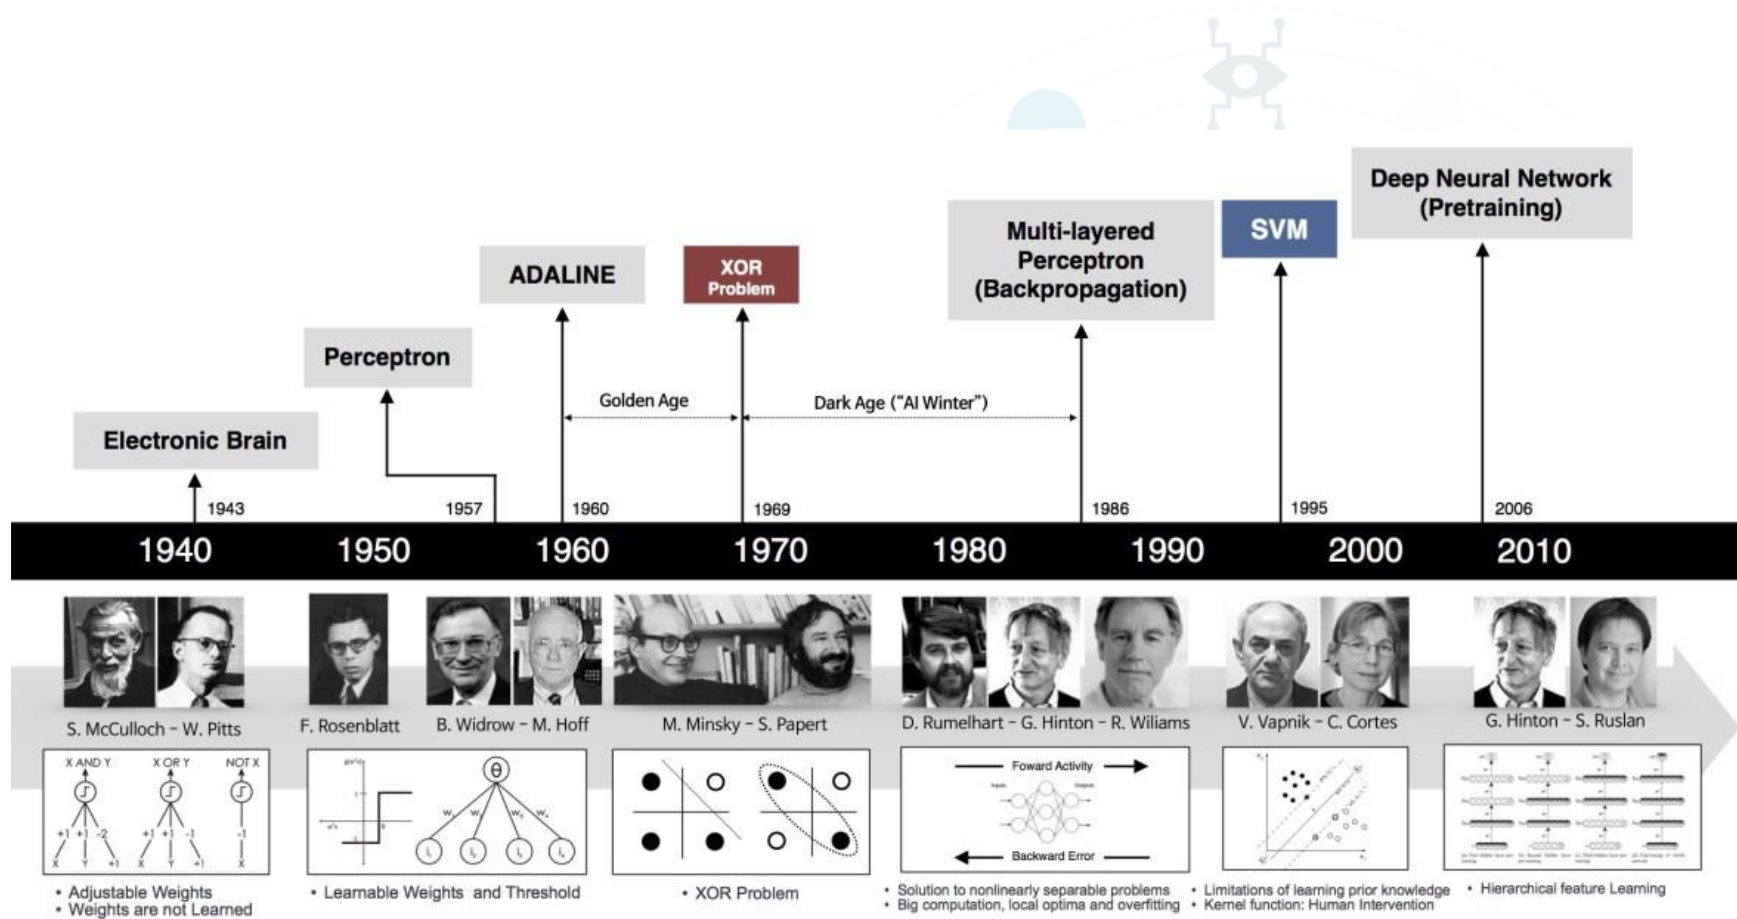 Deep Neural Network
(Pretraining)
Multi-layered
Perceptron
(Backpropagation)
SVM
ADALINE
XOR
Problem
Perceptron
Golden Age
Dark Age ("AI Winter")
Electronic Brain
1943
1957
1960
1969
1986
1995
2006
1940
1950
1960
1970
1980
1990
2000
2010
S. McCulloch – W. Pitts
F. Rosenblatt
B. Widrow – M. Hoff
M. Minsky – S. Papert
D. Rumelhart – G. Hinton – R. Wiliams
V. Vapnik – C. Cortes
G. Hinton – S. Ruslan
X AND Y
X OR Y
NOT X
+1 +1 -2
+1 +1 -1
-1
X Y +1
X Y +1
X
θ
Foward Activity
Inputs
Outputs
Backward Error
• Adjustable Weights
• Weights are not Learned
• Learnable Weights and Threshold
• XOR Problem
• Solution to nonlinearly separable problems
• Big computation, local optima and overfitting
• Limitations of learning prior knowledge
• Kernel function: Human Intervention
• Hierarchical feature Learning